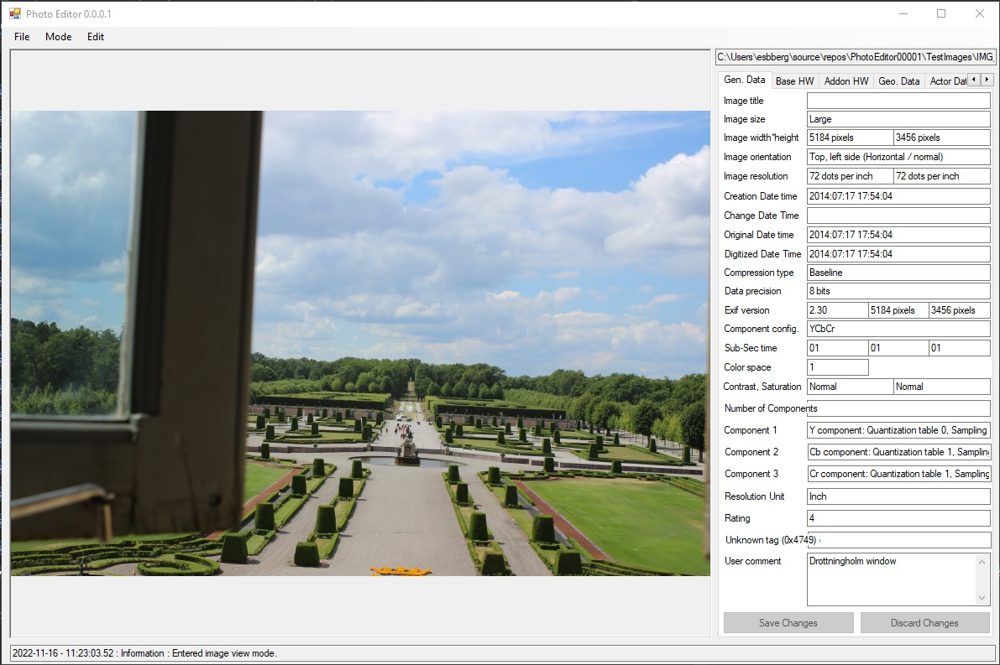 Photo Editor 0.0.0.1
File Mode Edit
C:\Users\esbberg\source\repos\PhotoEditor00001\TestImages\IMG_
Gen. Data Base HW Addon HW Geo. Data Actor Dat
Image title
Image size Large
Image width*height 5184 pixels 3456 pixels
Image orientation Top, left side (Horizontal / normal)
Image resolution 72 dots per inch 72 dots per inch
Creation Date time 2014:07:17 17:54:04
Change Date Time
Original Date time 2014:07:17 17:54:04
Digitized Date Time 2014:07:17 17:54:04
Compression type Baseline
Data precision 8 bits
Exif version 2.30 5184 pixels 3456 pixels
Component config. YCbCr
Sub-Sec time 01 01 01
Color space 1
Contrast, Saturation Normal Normal
Number of Components
Component 1 Y component: Quantization table 0, Sampling
Component 2 Cb component: Quantization table 1, Sampling
Component 3 Cr component: Quantization table 1, Sampling
Resolution Unit Inch
Rating 4
Unknown tag (0x4749)
User comment Drottningholm window
Save Changes Discard Changes
2022-11-16 - 11:23:03.52 : Information : Entered image view mode.